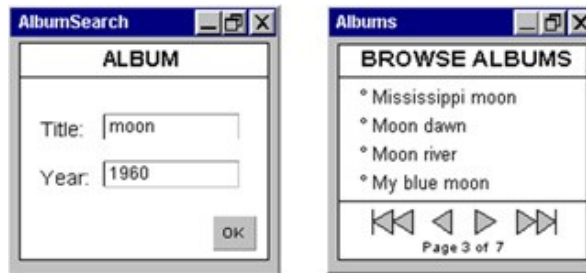 AlbumSearch
ALBUM
Title: moon
Year: 1960
OK
Albums
BROWSE ALBUMS
° Mississippi moon
° Moon dawn
° Moon river
° My blue moon
Page 3 of 7